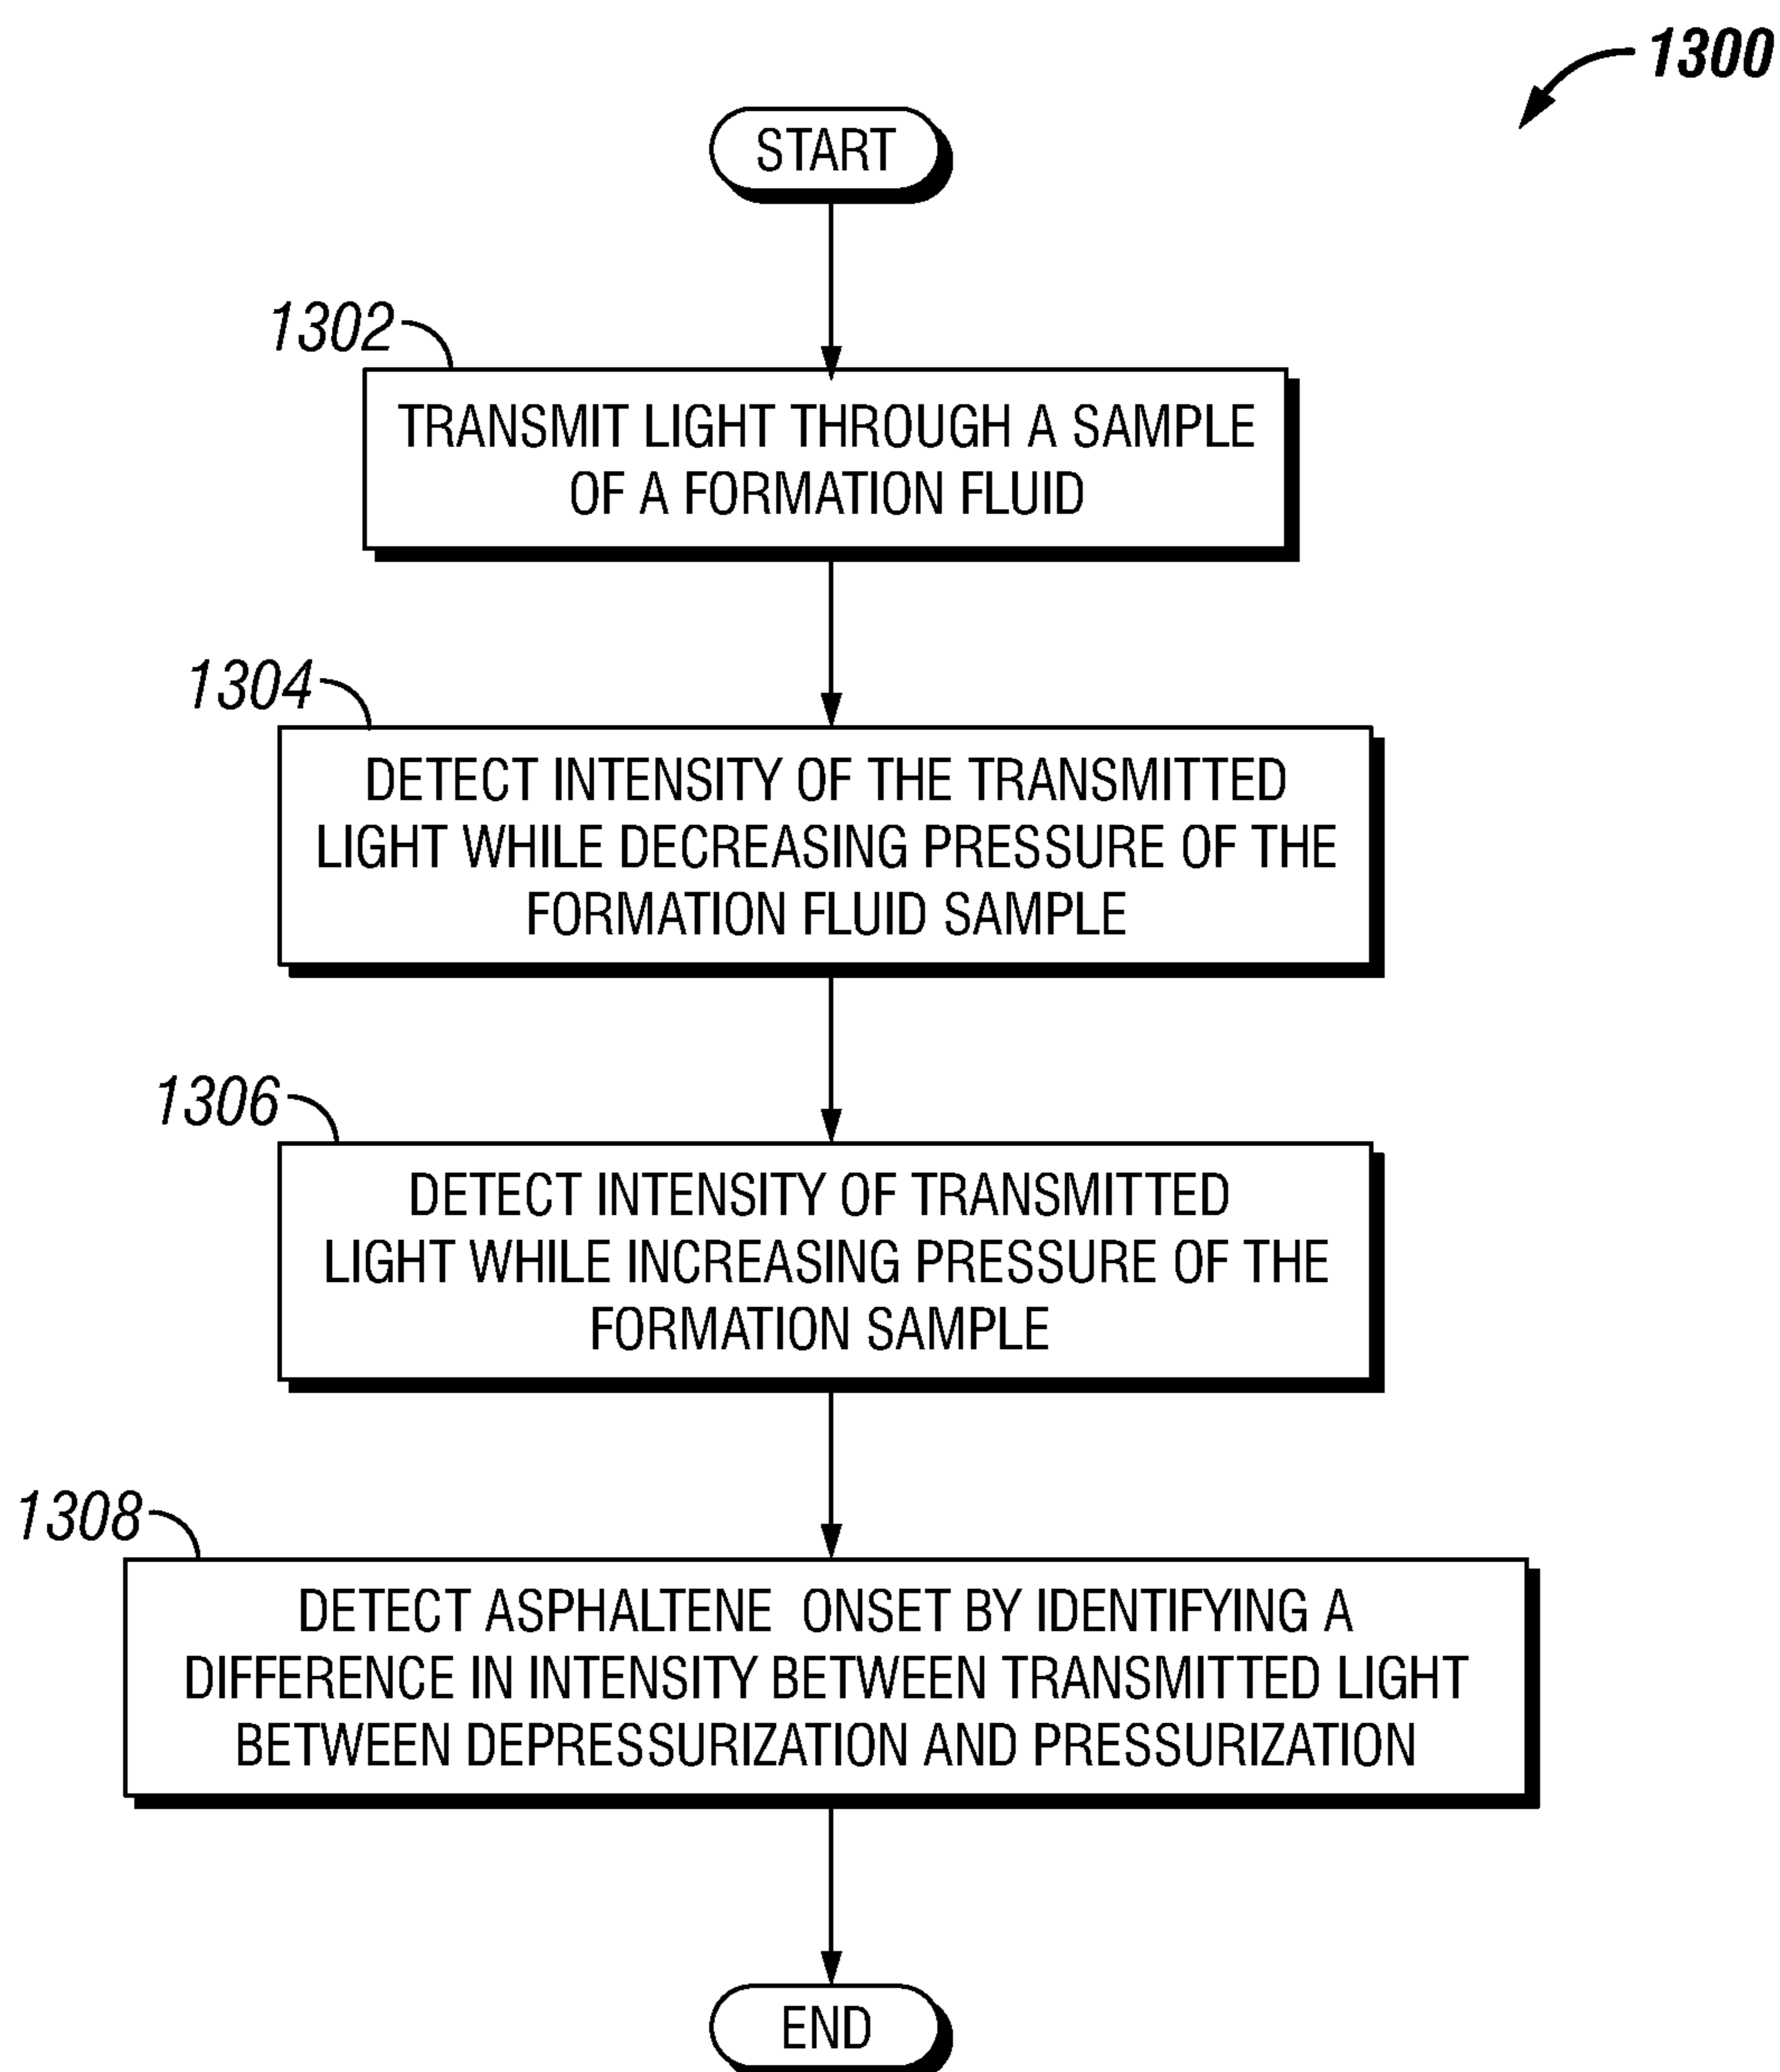 1300
START
1302
TRANSMIT LIGHT THROUGH A SAMPLE
OF A FORMATION FLUID
1304
DETECT INTENSITY OF THE TRANSMITTED
LIGHT WHILE DECREASING PRESSURE OF THE
FORMATION FLUID SAMPLE
1306
DETECT INTENSITY OF TRANSMITTED
LIGHT WHILE INCREASING PRESSURE OF THE
FORMATION SAMPLE
1308
DETECT ASPHALTENE ONSET BY IDENTIFYING A
DIFFERENCE IN INTENSITY BETWEEN TRANSMITTED LIGHT
BETWEEN DEPRESSURIZATION AND PRESSURIZATION
END